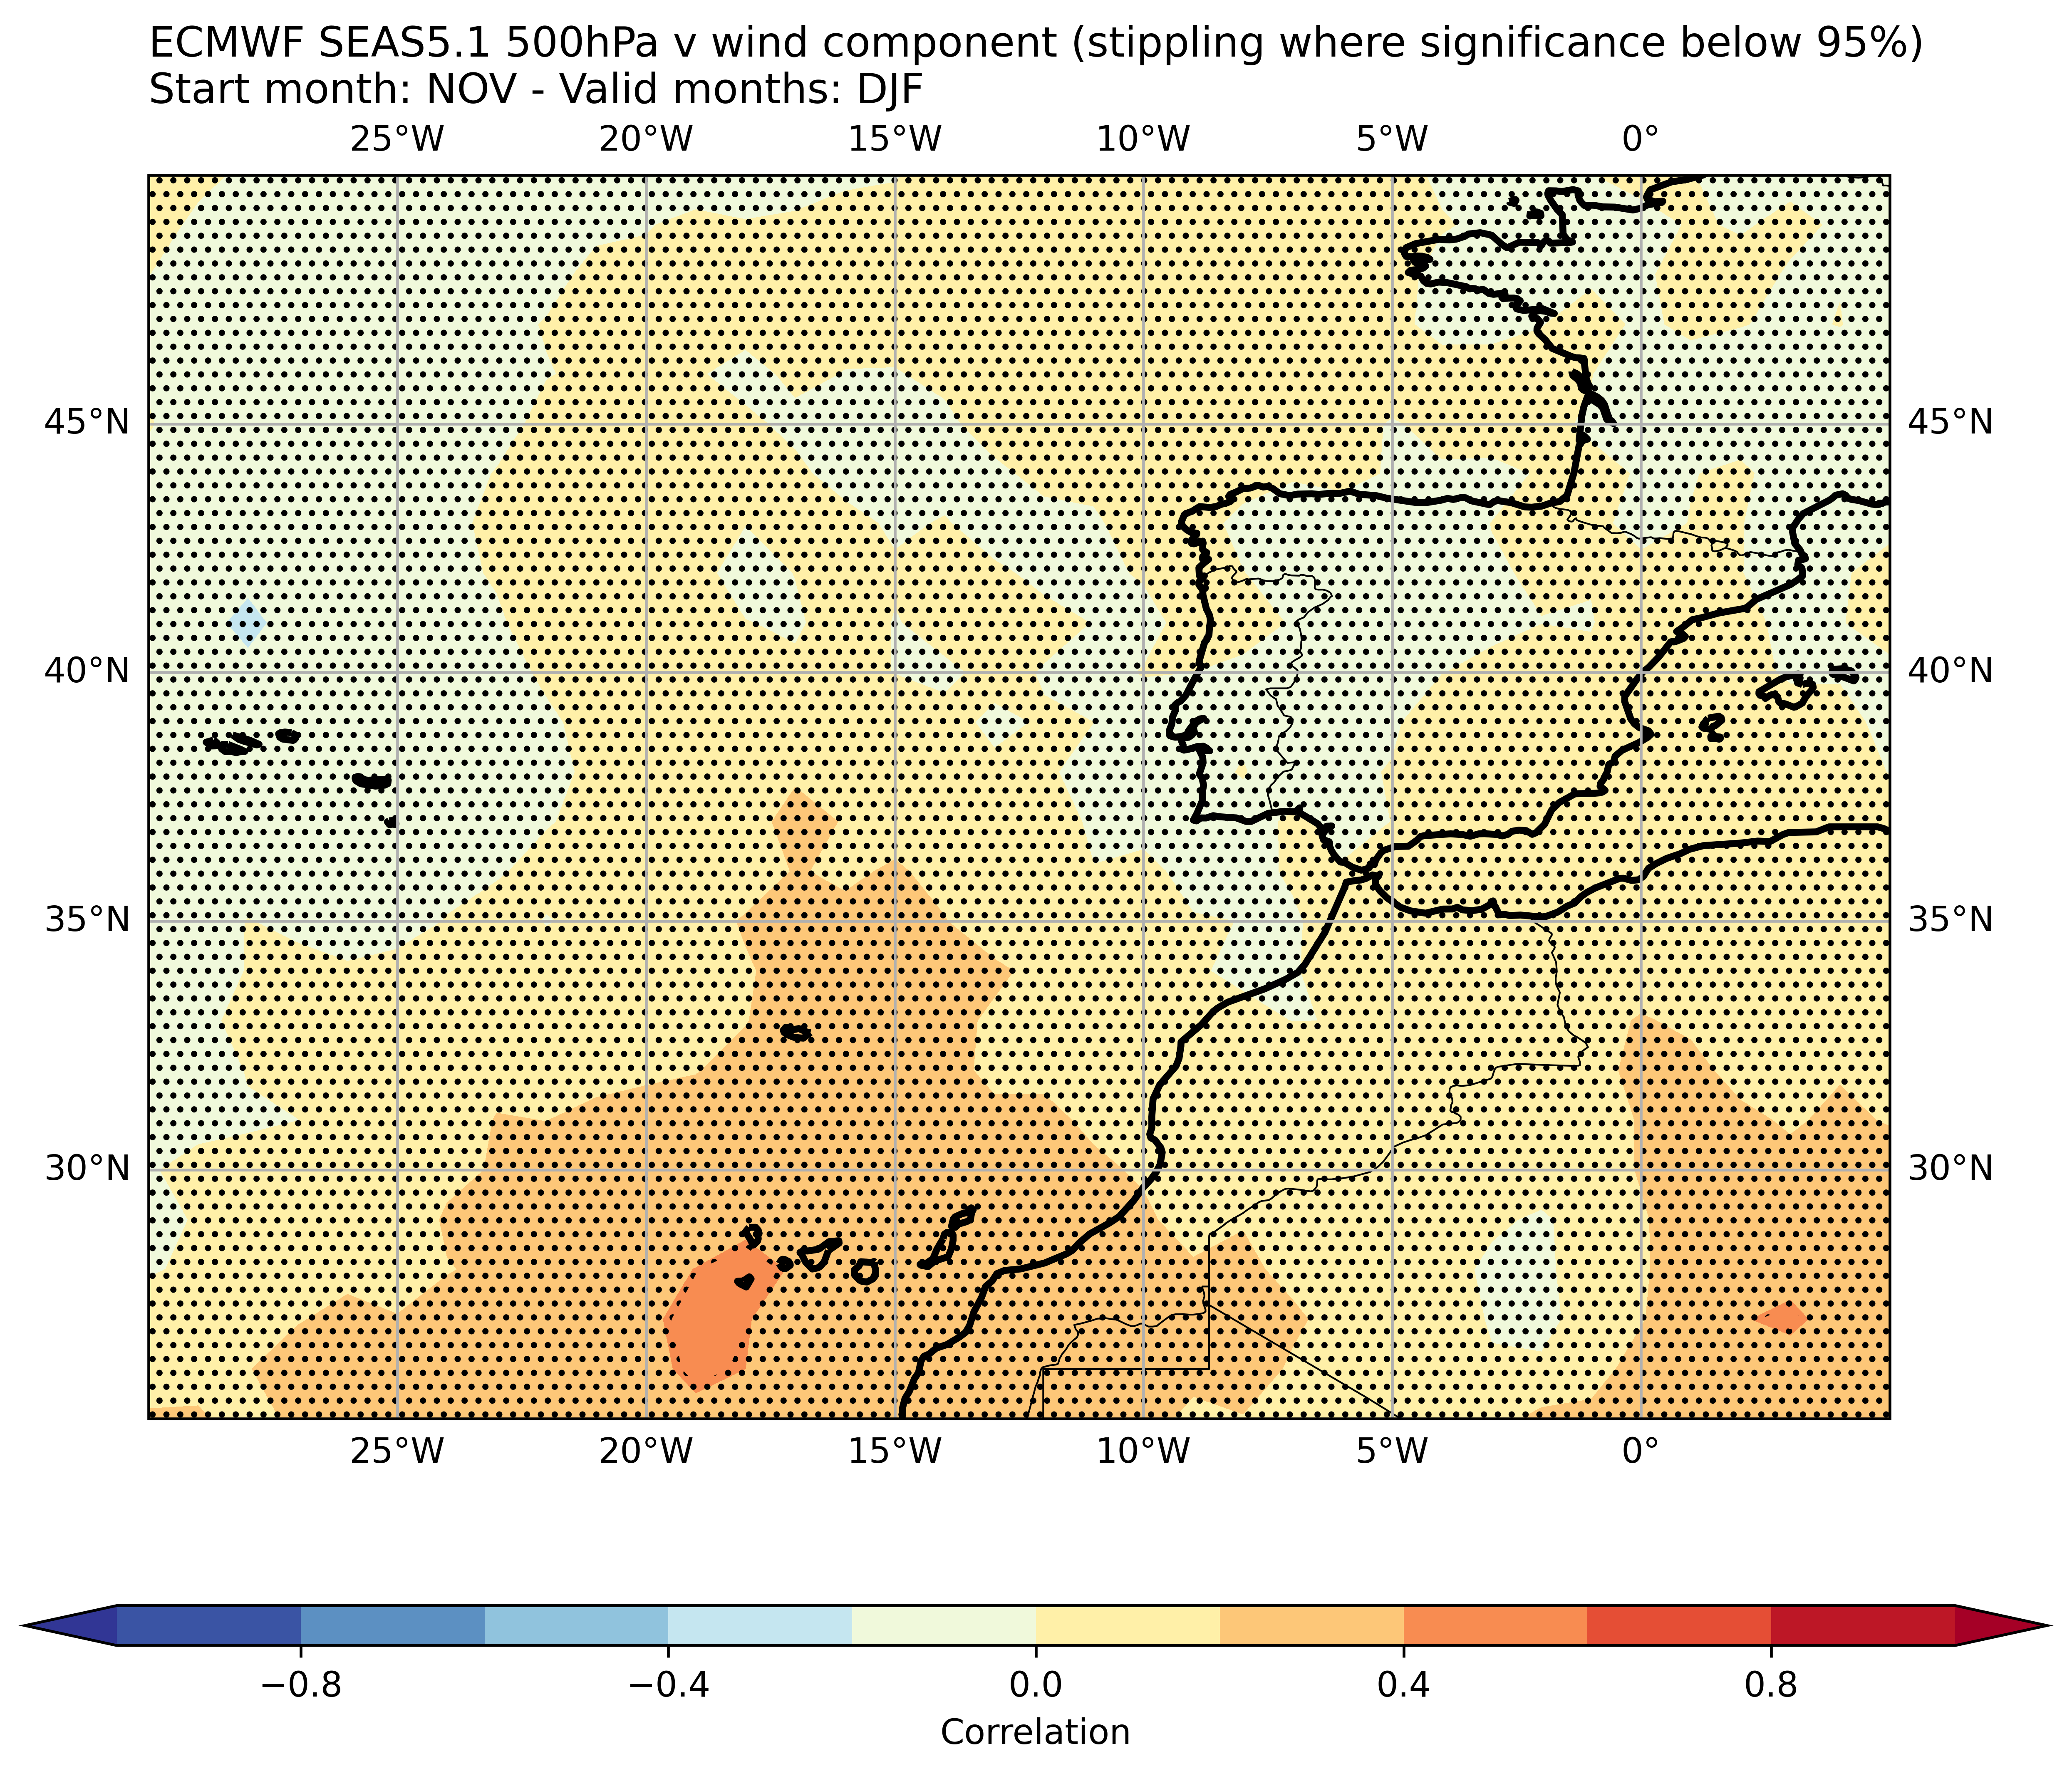 ECMWF SEAS5.1 500hPa v wind component (stippling where significance below 95%)
Start month: NOV - Valid months: DJF
25°W 20°W 15°W 10°W 5°W 0°
45°N 45°N
40°N 40°N
35°N 35°N
30°N 30°N
25°W 20°W 15°W 10°W 5°W 0°
−0.8 −0.4 0.0 0.4 0.8
Correlation